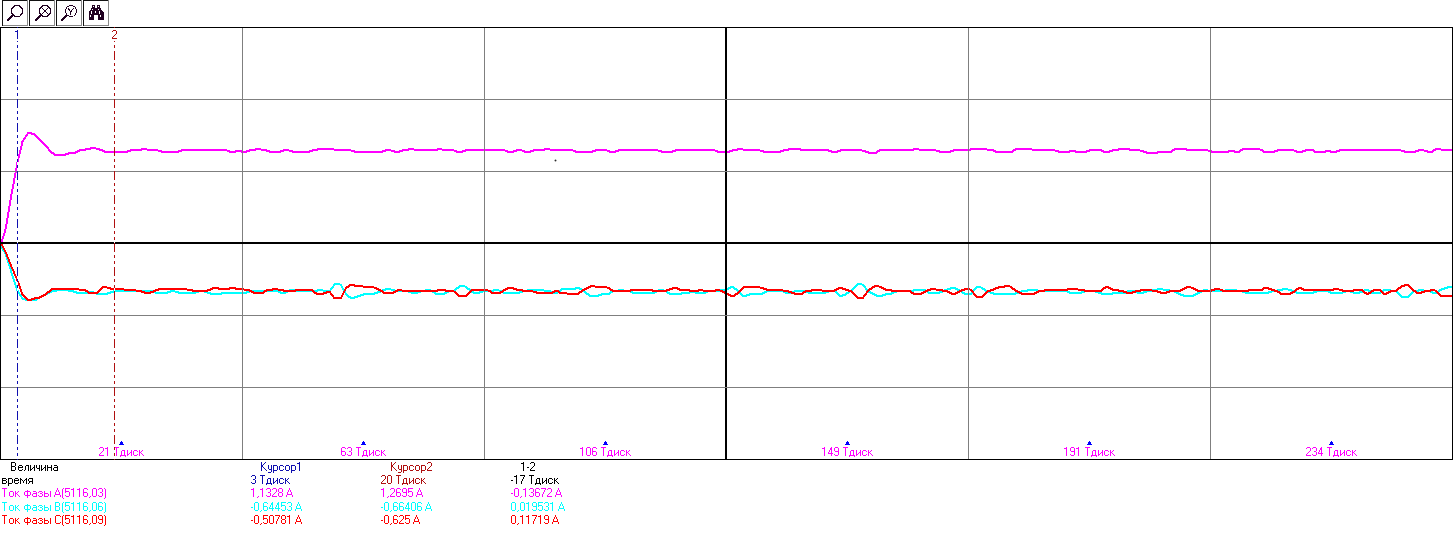 1 2
21 Тдиск 63 Тдиск 106 Тдиск 149 Тдиск 191 Тдиск 234 Тдиск
Величина Курсор1 Курсор2 1-2
время 3 Тдиск 20 Тдиск -17 Тдиск
Ток фазы A(5116,03) 1,1328 A 1,2695 A -0,13672 A
Ток фазы B(5116,06) -0,64453 A -0,66406 A 0,019531 A
Ток фазы C(5116,09) -0,50781 A -0,625 A 0,11719 A